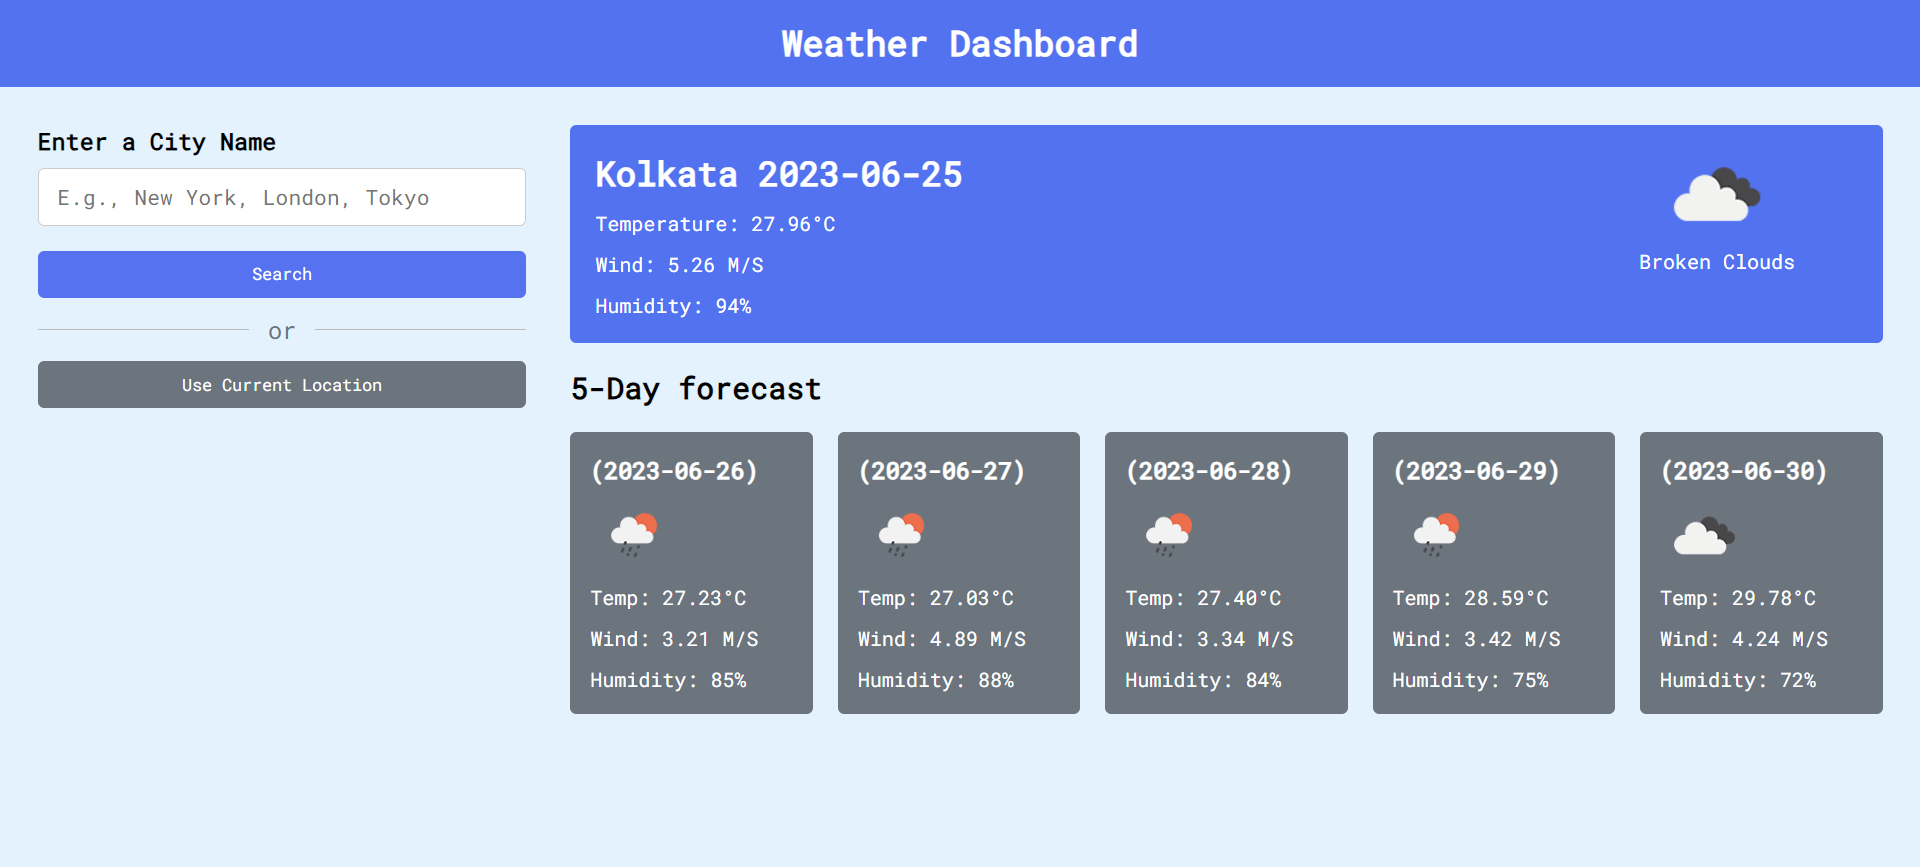 Weather Dashboard
Enter a City Name
E.g., New York, London, Tokyo
Search
or
Use Current Location
Kolkata 2023-06-25
Temperature: 27.96°C
Wind: 5.26 M/S
Humidity: 94%
Broken Clouds
5-Day forecast
(2023-06-26)
Temp: 27.23°C
Wind: 3.21 M/S
Humidity: 85%
(2023-06-27)
Temp: 27.03°C
Wind: 4.89 M/S
Humidity: 88%
(2023-06-28)
Temp: 27.40°C
Wind: 3.34 M/S
Humidity: 84%
(2023-06-29)
Temp: 28.59°C
Wind: 3.42 M/S
Humidity: 75%
(2023-06-30)
Temp: 29.78°C
Wind: 4.24 M/S
Humidity: 72%